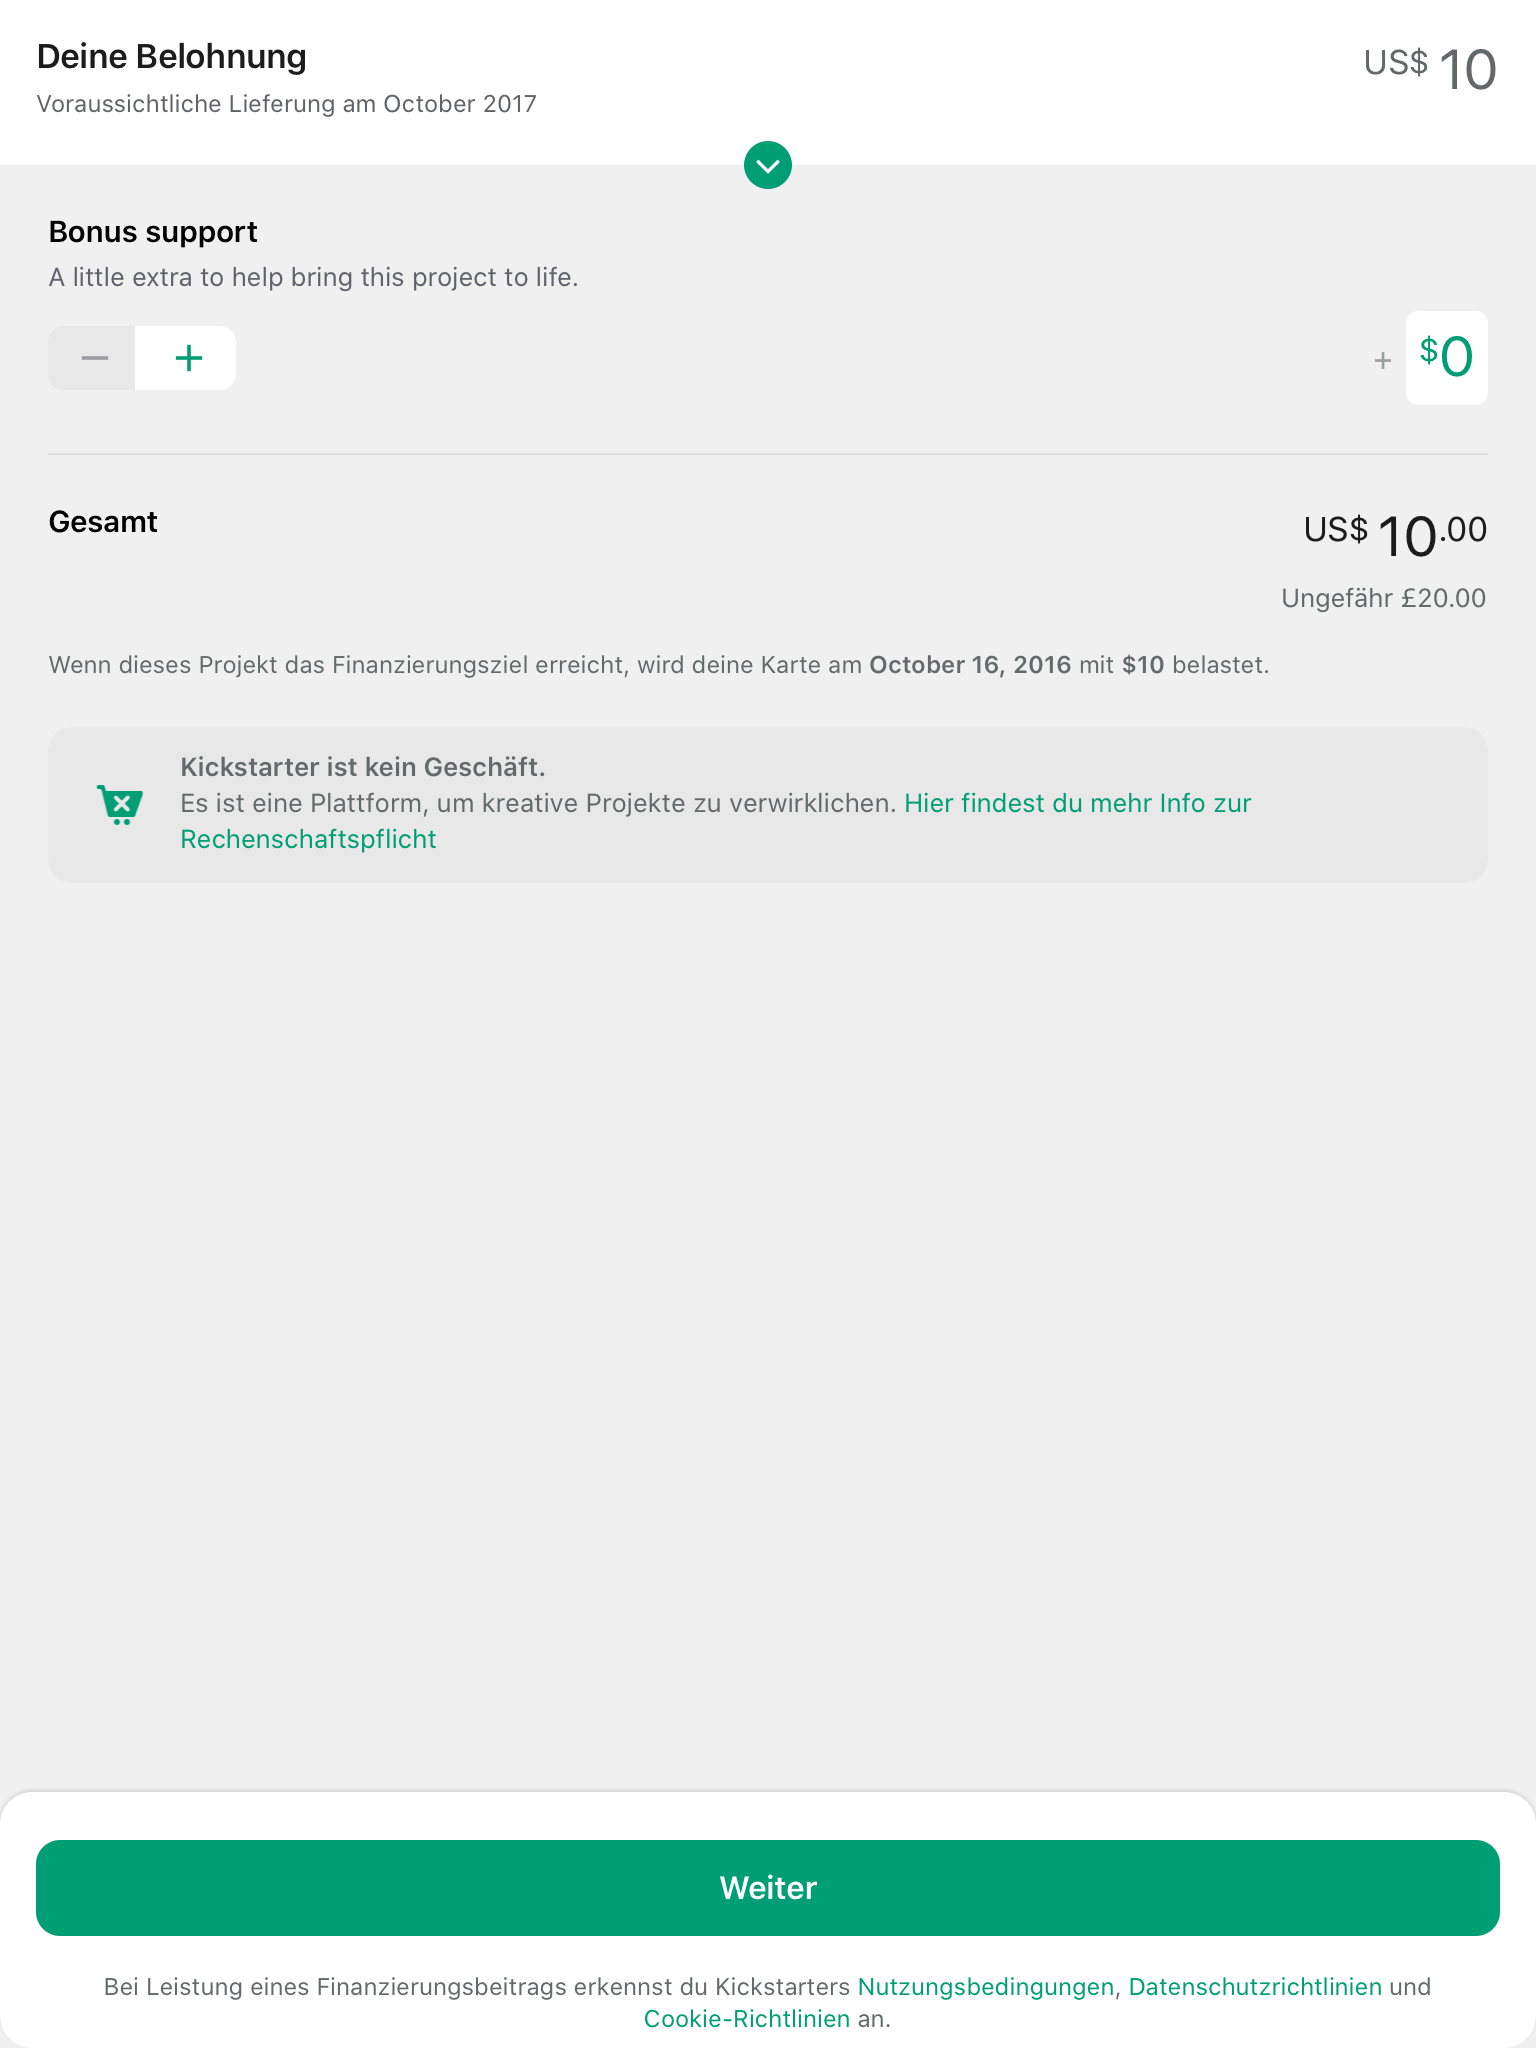 Deine Belohnung
US$ 10
Voraussichtliche Lieferung am October 2017
Bonus support
A little extra to help bring this project to life.
− +
+ $0
Gesamt
US$ 10.00
Ungefähr £20.00
Wenn dieses Projekt das Finanzierungsziel erreicht, wird deine Karte am October 16, 2016 mit $10 belastet.
Kickstarter ist kein Geschäft.
Es ist eine Plattform, um kreative Projekte zu verwirklichen. Hier findest du mehr Info zur
Rechenschaftspflicht
Weiter
Bei Leistung eines Finanzierungsbeitrags erkennst du Kickstarters Nutzungsbedingungen, Datenschutzrichtlinien und
Cookie-Richtlinien an.